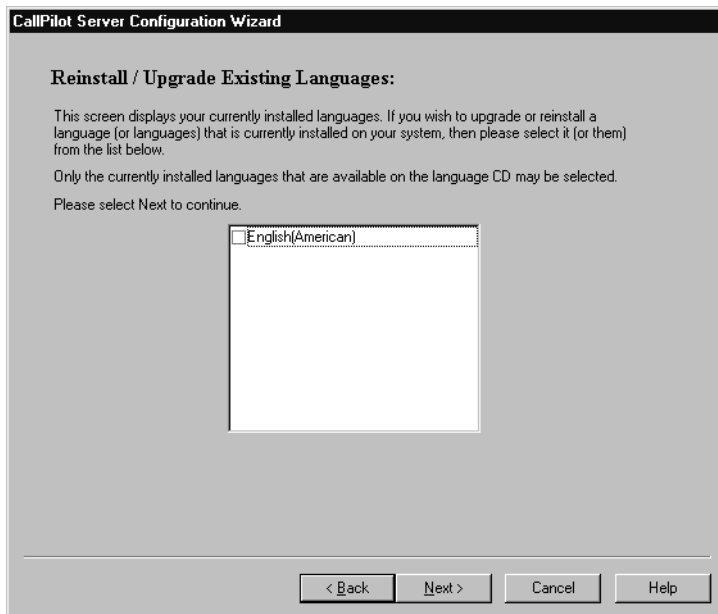 CallPilot Server Configuration Wizard
Reinstall / Upgrade Existing Languages:
This screen displays your currently installed languages. If you wish to upgrade or reinstall a
language (or languages) that is currently installed on your system, then please select it (or them)
from the list below.
Only the currently installed languages that are available on the language CD may be selected.
Please select Next to continue.
English(American)
< Back
Next >
Cancel
Help